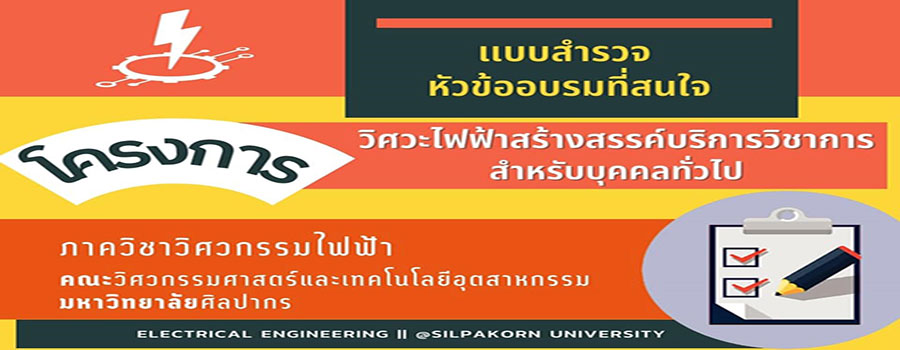 แบบสำรวจ
หัวข้ออบรมที่สนใจ
โครงการ
วิศวะไฟฟ้าสร้างสรรค์บริการวิชาการ
สำหรับบุคคลทั่วไป
ภาควิชาวิศวกรรมไฟฟ้า
คณะวิศวกรรมศาสตร์และเทคโนโลยีอุตสาหกรรม
มหาวิทยาลัยศิลปากร
ELECTRICAL ENGINEERING || @SILPAKORN UNIVERSITY